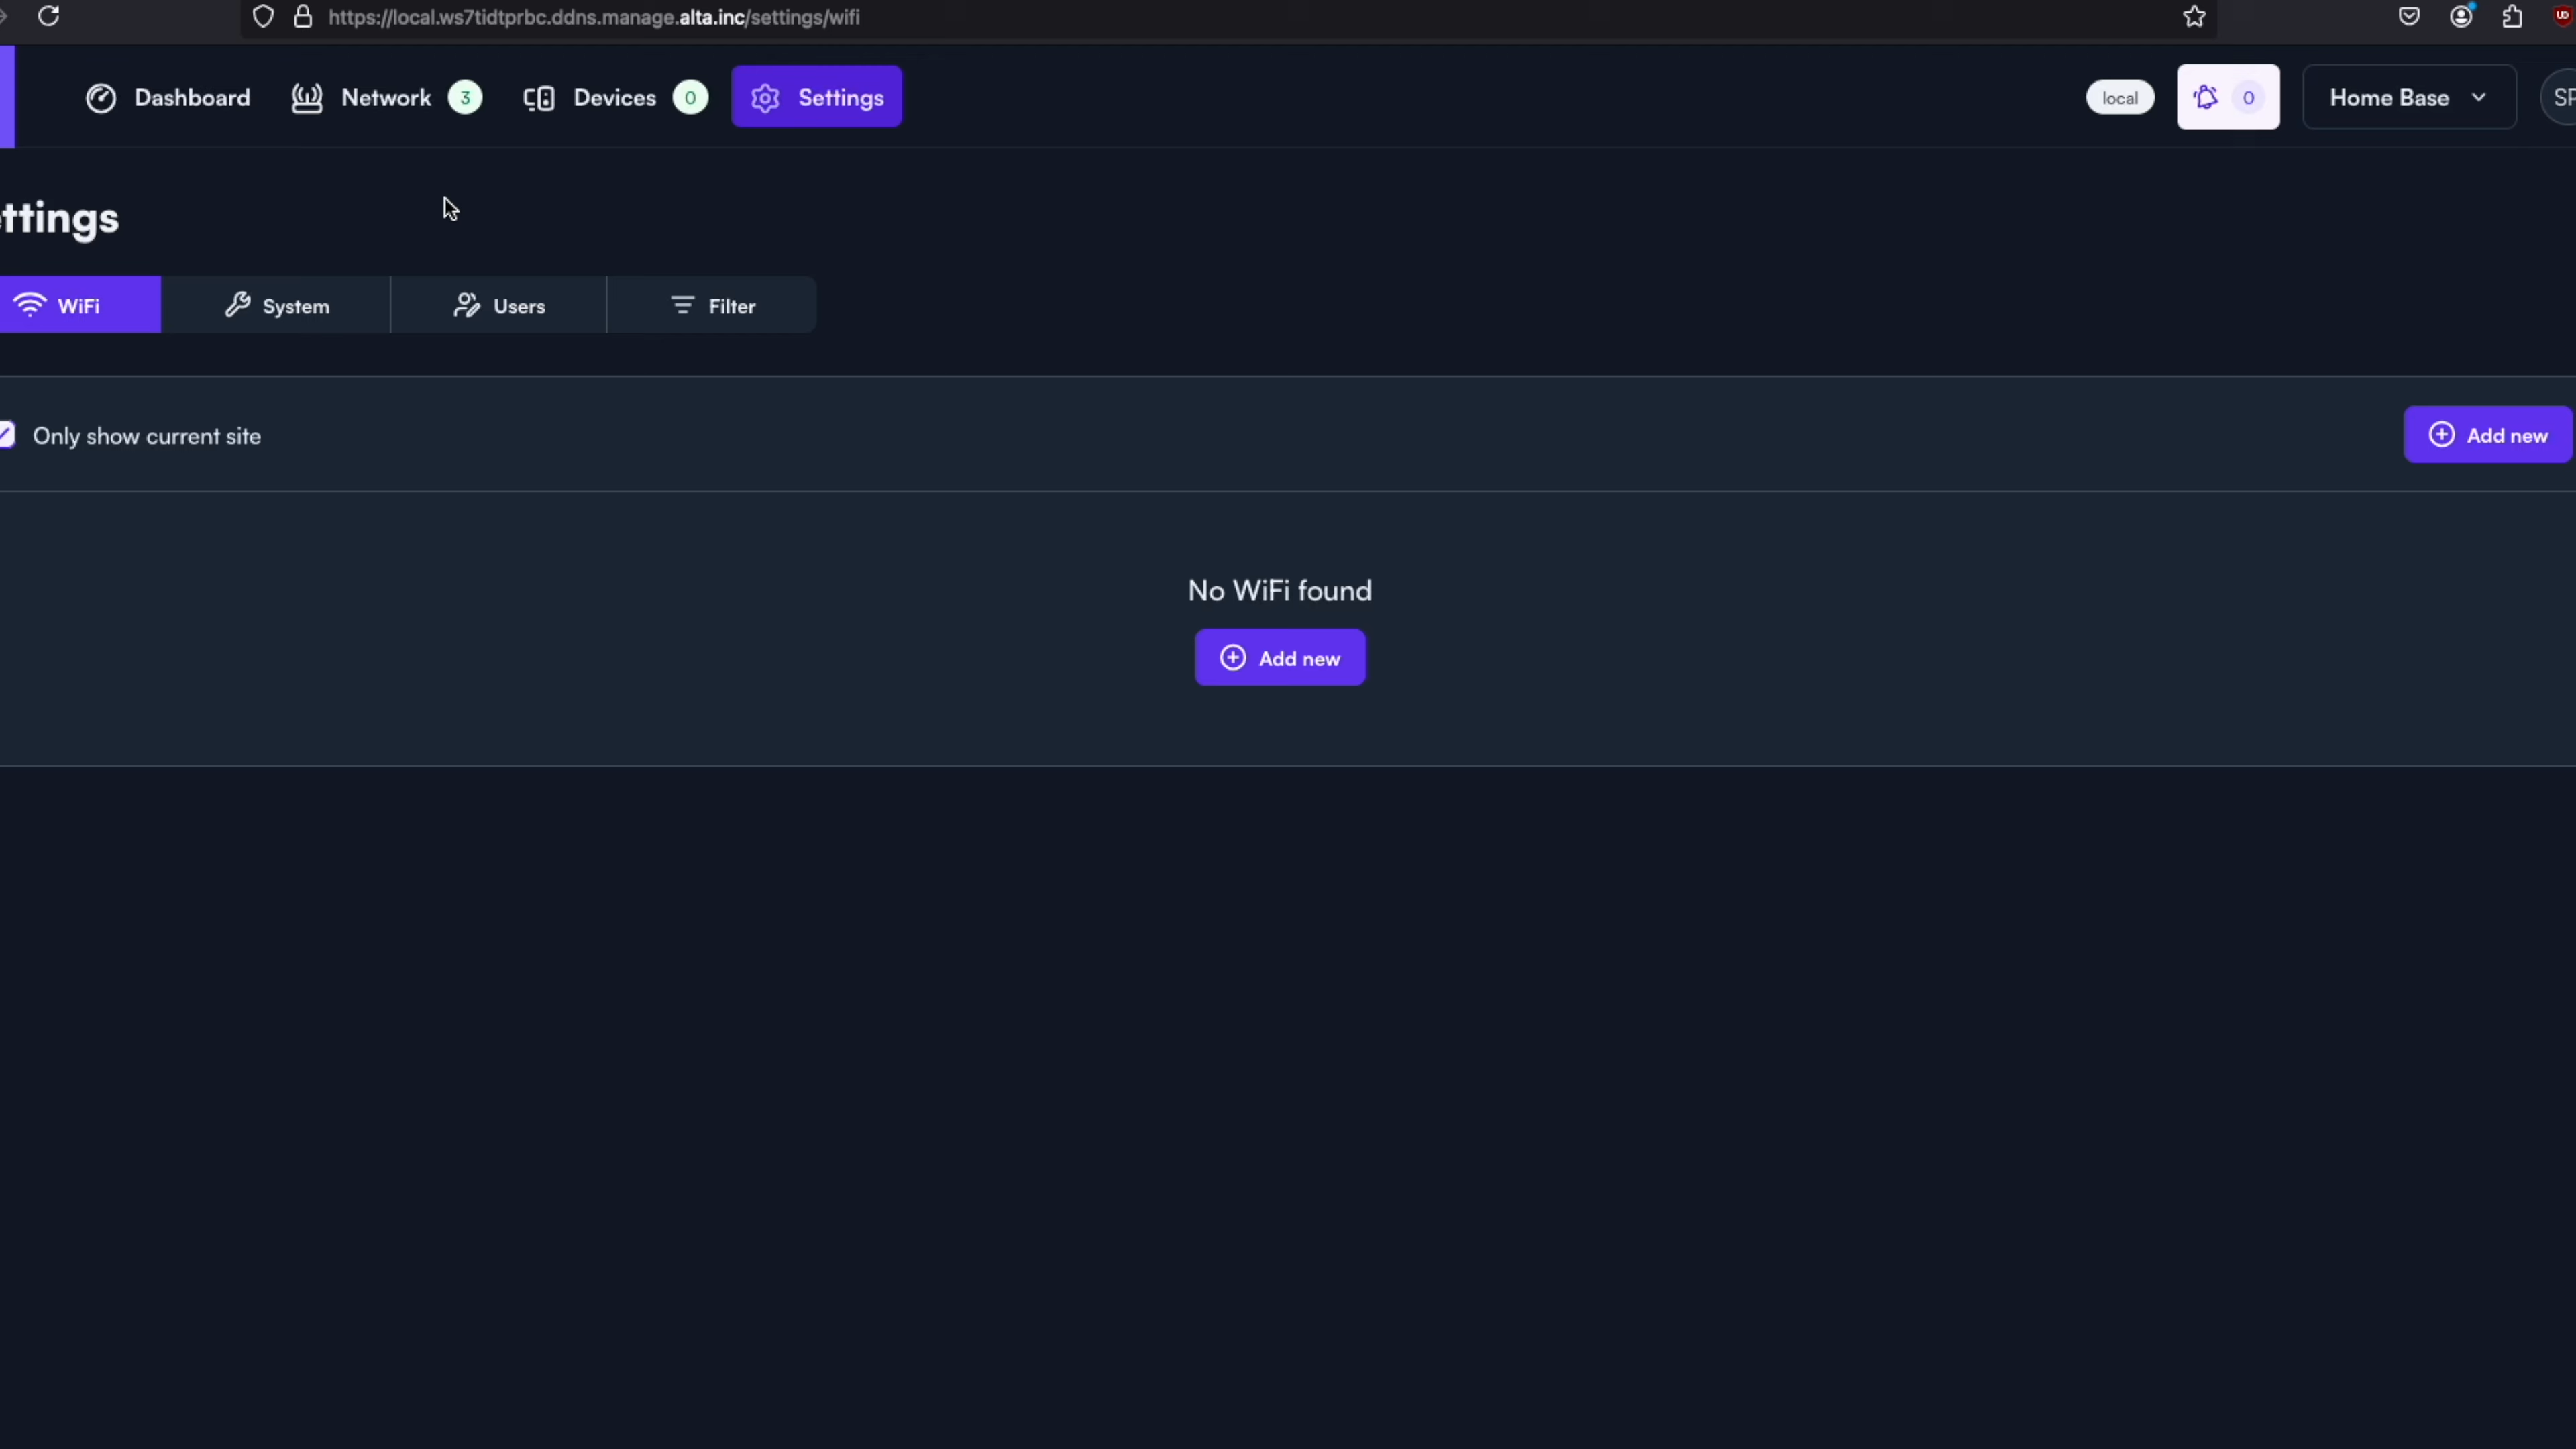 https://local.ws7tidtprbc.ddns.manage.alta.inc/settings/wifi
Dashboard
Network 3
Devices 0
Settings
local
0
Home Base
SP
ttings
WiFi
System
Users
Filter
Only show current site
Add new
No WiFi found
Add new